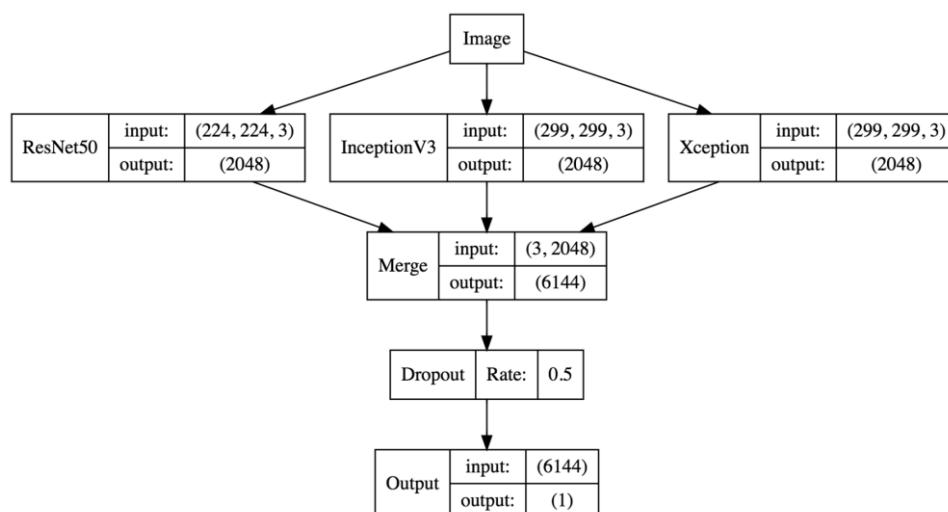 Image
ResNet50 input: (224, 224, 3) output: (2048)
InceptionV3 input: (299, 299, 3) output: (2048)
Xception input: (299, 299, 3) output: (2048)
Merge input: (3, 2048) output: (6144)
Dropout Rate: 0.5
Output input: (6144) output: (1)